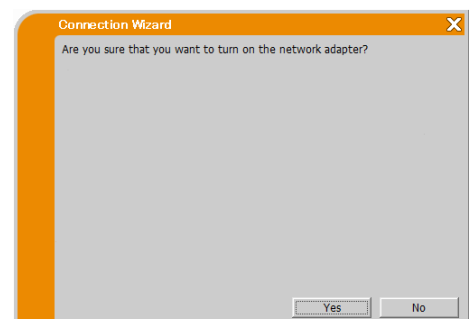 Connection Wizard
Are you sure that you want to turn on the network adapter?
Yes
No